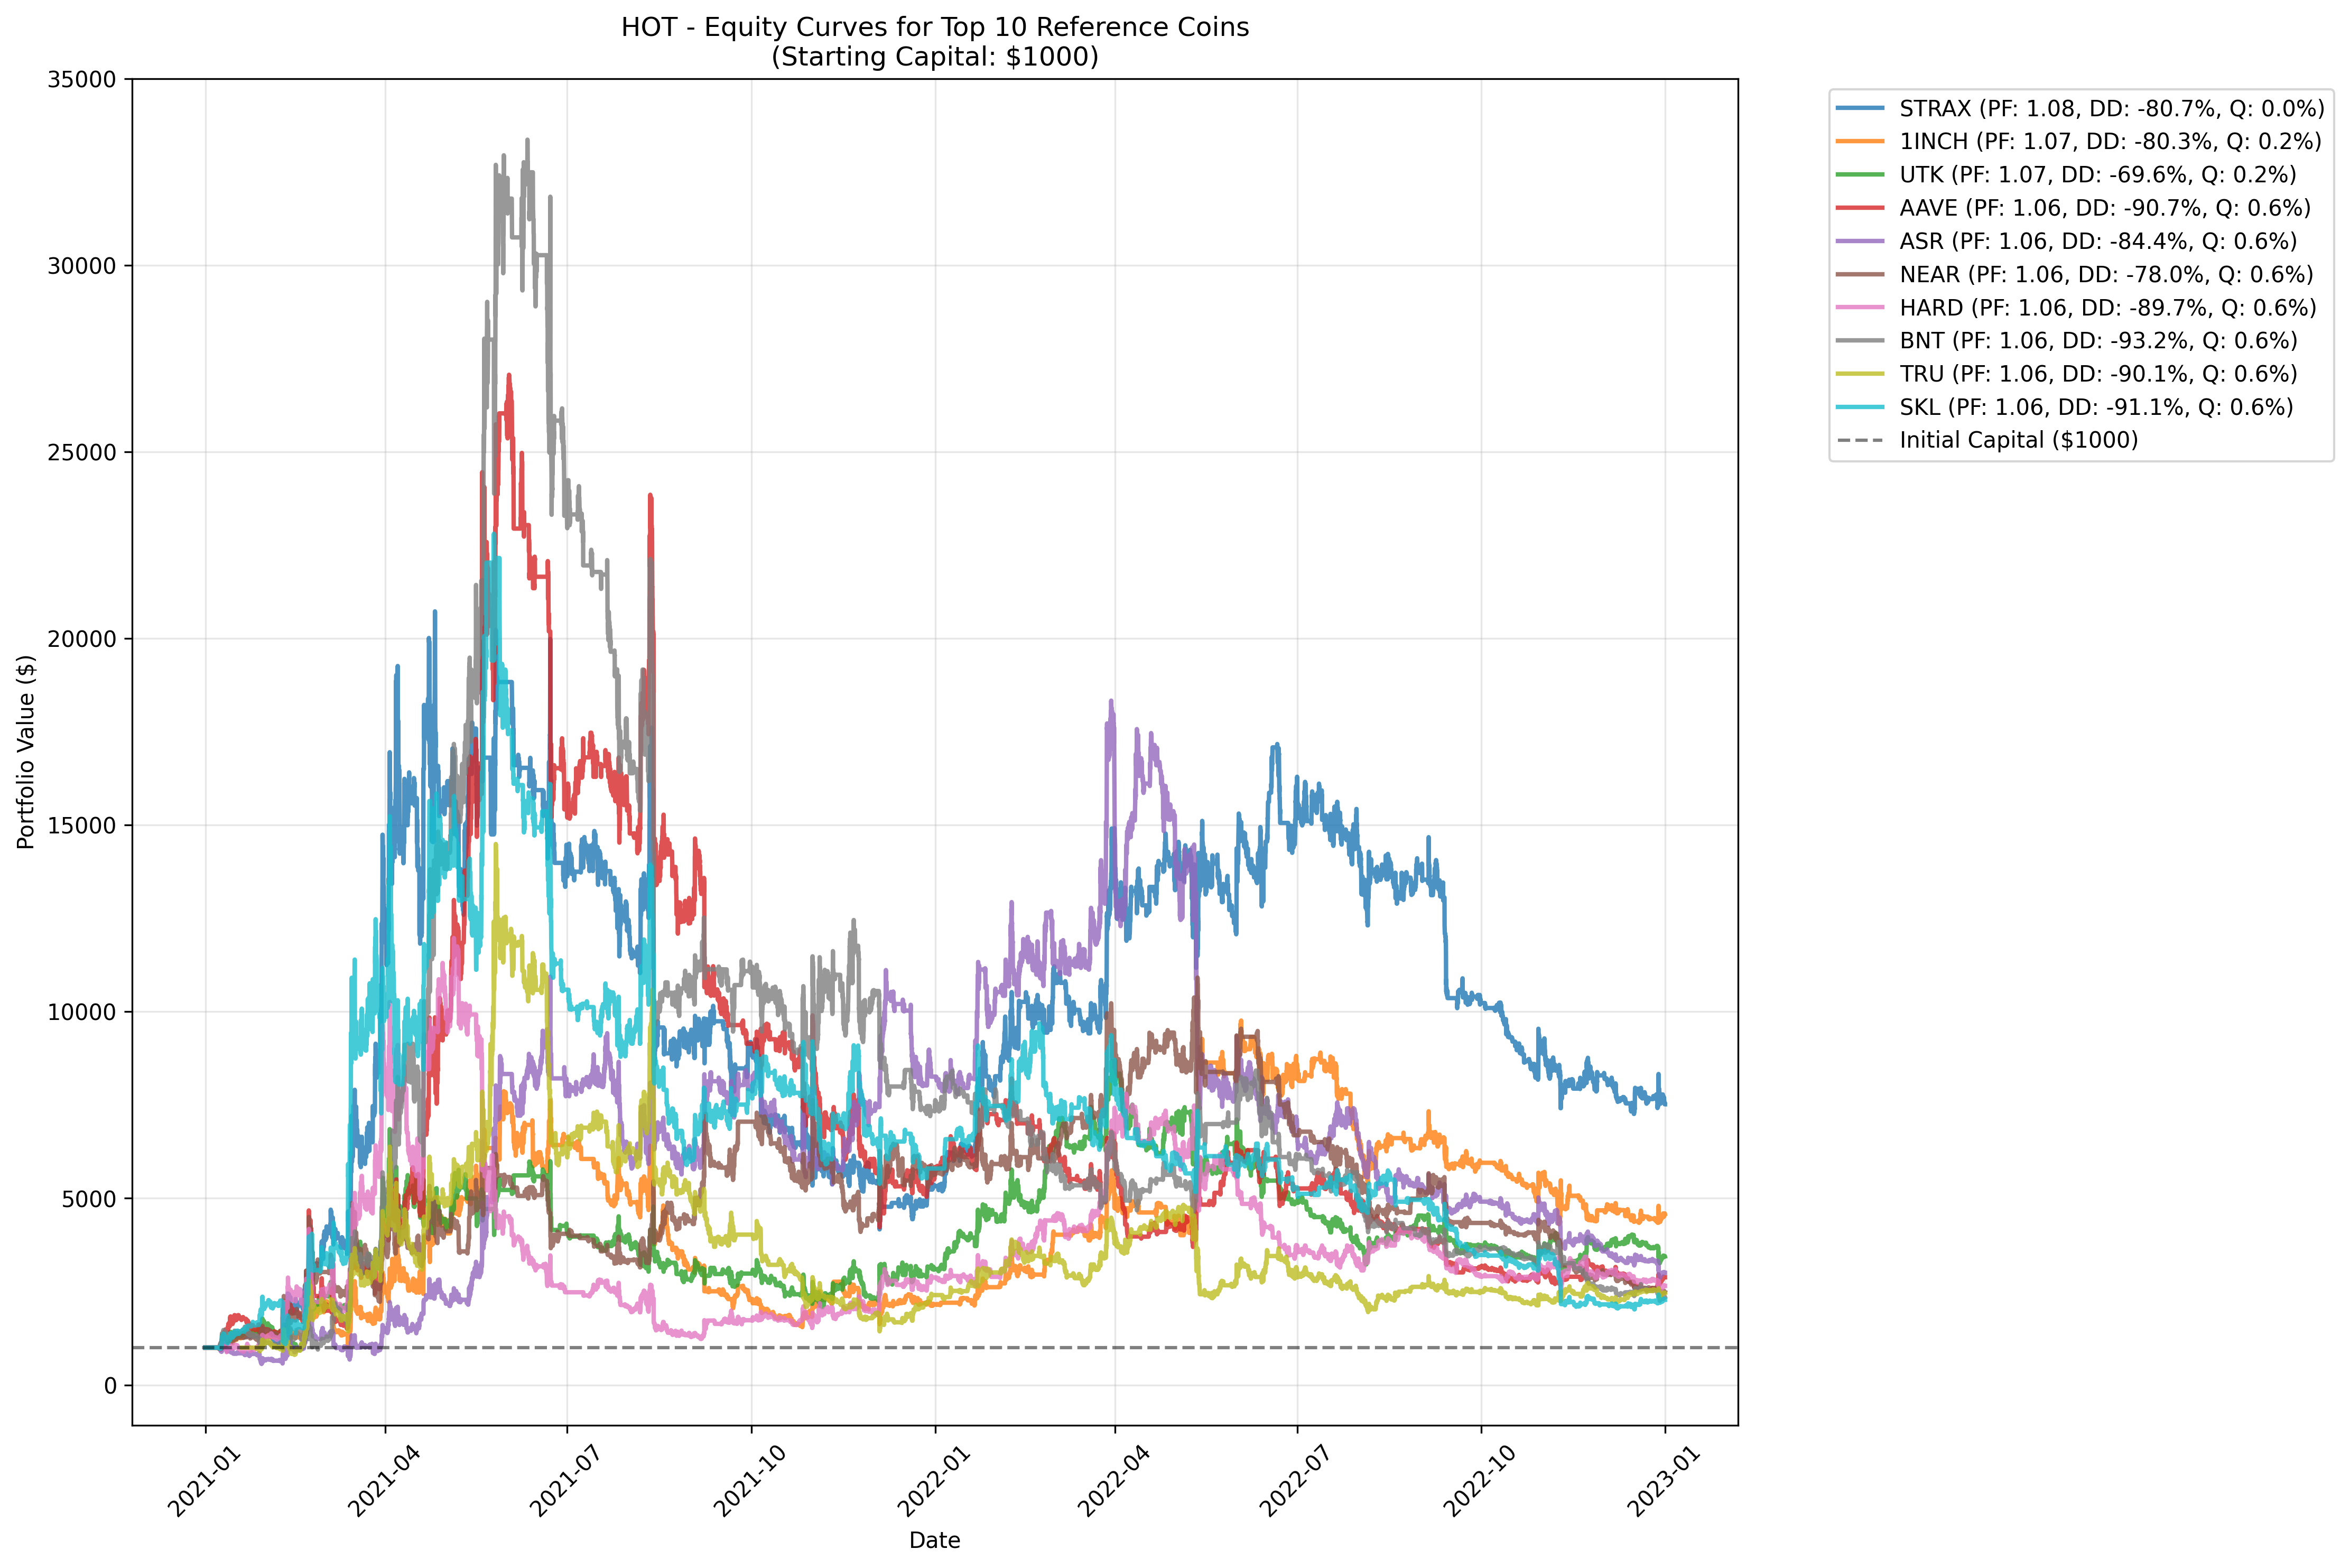 HOT - Equity Curves for Top 10 Reference Coins
(Starting Capital: $1000)
35000
30000
25000
20000
15000
10000
5000
0
Portfolio Value ($)
2021-01
2021-04
2021-07
2021-10
2022-01
2022-04
2022-07
2022-10
2023-01
Date
STRAX (PF: 1.08, DD: -80.7%, Q: 0.0%)
1INCH (PF: 1.07, DD: -80.3%, Q: 0.2%)
UTK (PF: 1.07, DD: -69.6%, Q: 0.2%)
AAVE (PF: 1.06, DD: -90.7%, Q: 0.6%)
ASR (PF: 1.06, DD: -84.4%, Q: 0.6%)
NEAR (PF: 1.06, DD: -78.0%, Q: 0.6%)
HARD (PF: 1.06, DD: -89.7%, Q: 0.6%)
BNT (PF: 1.06, DD: -93.2%, Q: 0.6%)
TRU (PF: 1.06, DD: -90.1%, Q: 0.6%)
SKL (PF: 1.06, DD: -91.1%, Q: 0.6%)
Initial Capital ($1000)